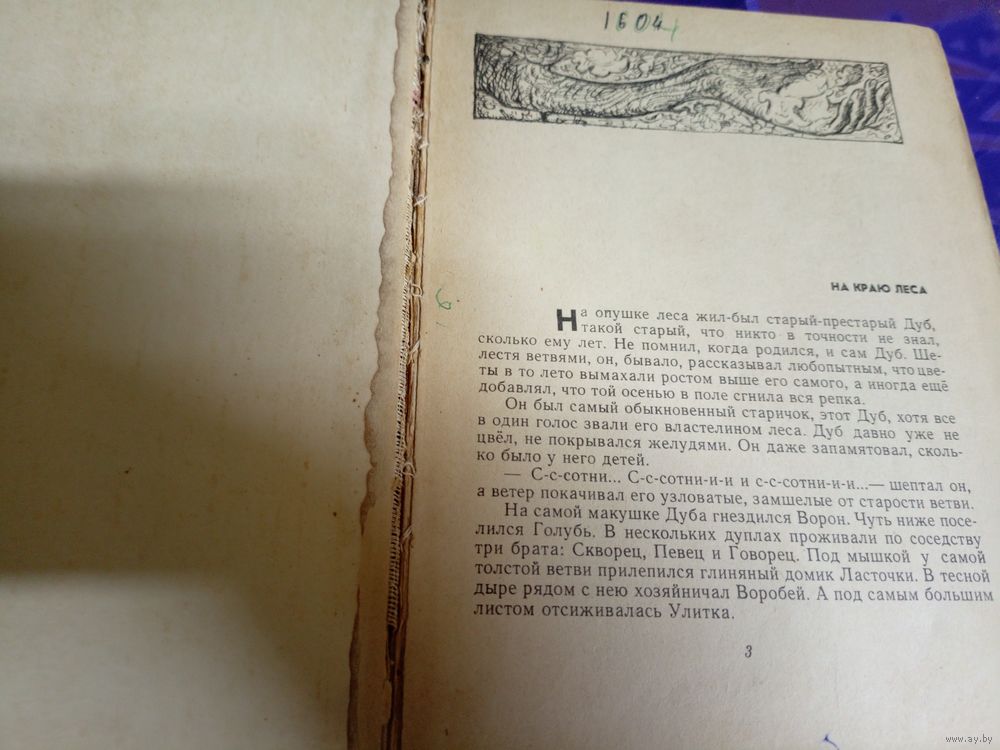 1604
6
НА КРАЮ ЛЕСА
На опушке леса жил-был старый-престарый Дуб,
такой старый, что никто в точности не знал,
сколько ему лет. Не помнил, когда родился, и сам Дуб. Ше-
лестя ветвями, он, бывало, рассказывал любопытным, что цве-
ты в то лето вымахали ростом выше его самого, а иногда ещё
добавлял, что той осенью в поле сгнила вся репка.
Он был самый обыкновенный старичок, этот Дуб, хотя все
в один голос звали его властелином леса. Дуб давно уже не
цвёл, не покрывался желудями. Он даже запамятовал, сколь-
ко было у него детей.
— С-с-сотни... С-с-сотни-и-и и с-с-сотни-и-и...— шептал он,
а ветер покачивал его узловатые, замшелые от старости ветви.
На самой макушке Дуба гнездился Ворон. Чуть ниже посе-
лился Голубь. В нескольких дуплах проживали по соседству
три брата: Скворец, Певец и Говорец. Под мышкой у самой
толстой ветви прилепился глиняный домик Ласточки. В тесной
дыре рядом с нею хозяйничал Воробей. А под самым большим
листом отсиживалась Улитка.
3
www.ay.by